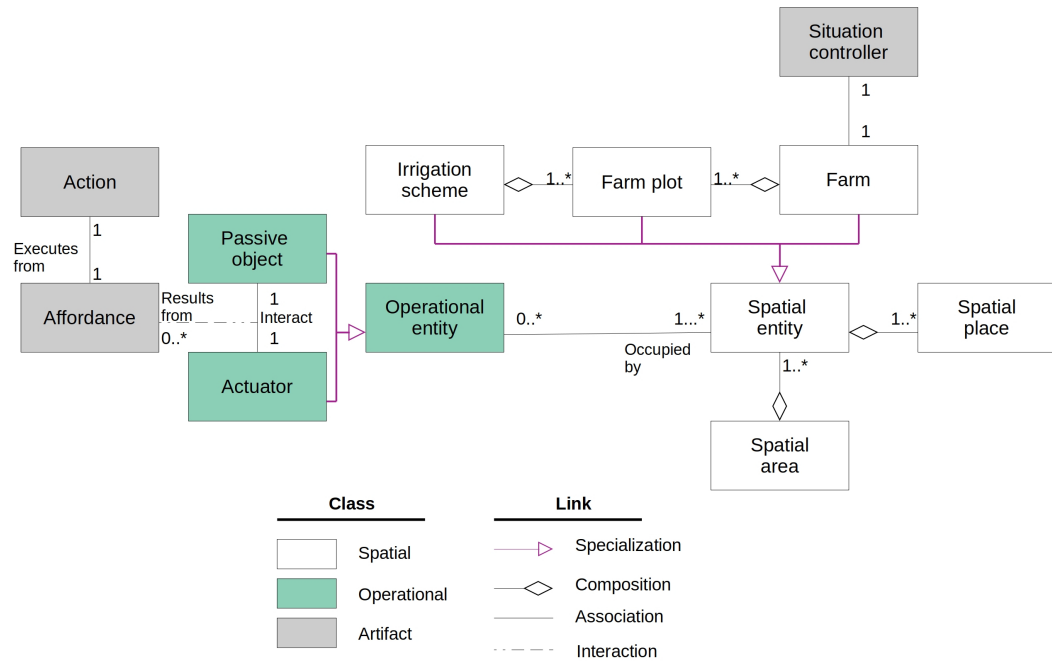 Situation
controller
1
1
Irrigation
scheme
1..*
Farm plot
1..*
Farm
Action
1
Executes
from
1
Passive
object
Affordance
Results
from
0..*
1
Interact
1
Actuator
Operational
entity
0..*
1...*
Occupied
by
Spatial
entity
1..*
Spatial
place
1..*
Spatial
area
Class
Spatial
Operational
Artifact
Link
Specialization
Composition
Association
Interaction